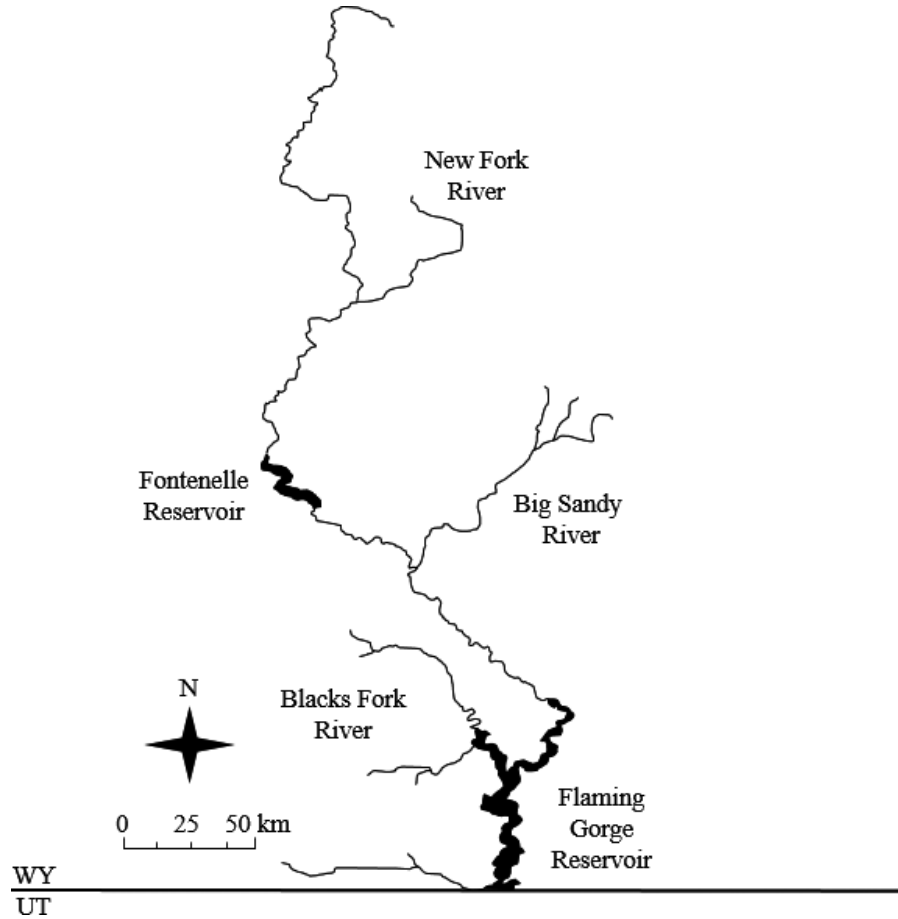 New Fork
River
Fontenelle
Reservoir
Big Sandy
River
Blacks Fork
River
N
Flaming
Gorge
Reservoir
0 25 50 km
WY
UT